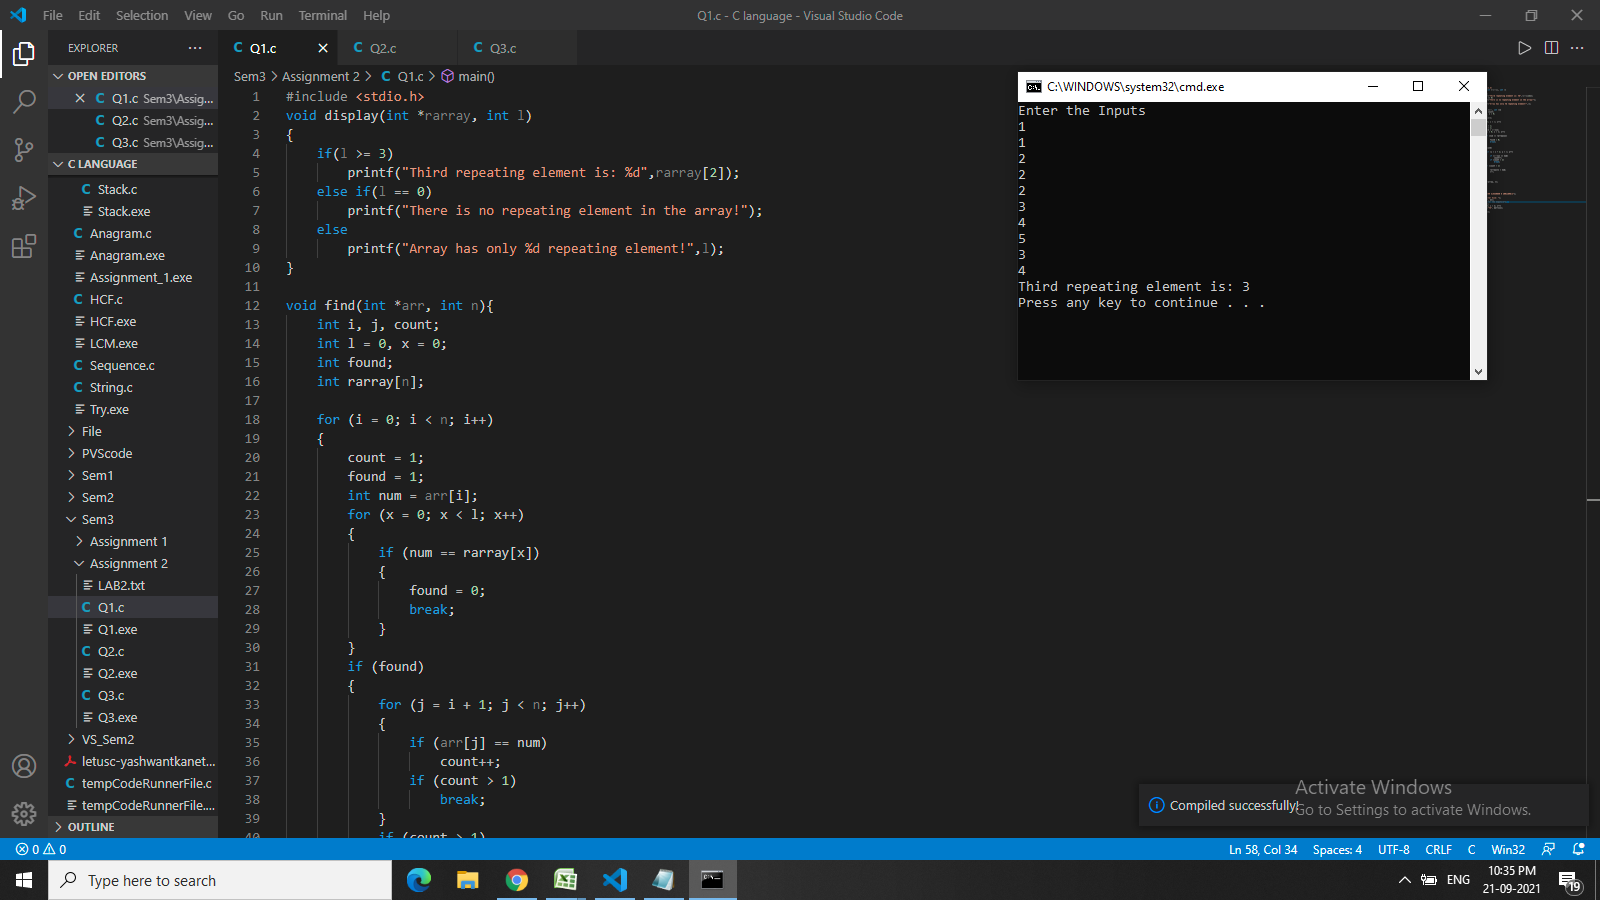 File Edit Selection View Go Run Terminal Help
Q1.c - C language - Visual Studio Code
EXPLORER
OPEN EDITORS
Q1.c Sem3\Assig...
Q2.c Sem3\Assig...
Q3.c Sem3\Assig...
C LANGUAGE
Stack.c
Stack.exe
Anagram.c
Anagram.exe
Assignment_1.exe
HCF.c
HCF.exe
LCM.exe
Sequence.c
String.c
Try.exe
File
PVScode
Sem1
Sem2
Sem3
Assignment 1
Assignment 2
LAB2.txt
Q1.c
Q1.exe
Q2.c
Q2.exe
Q3.c
Q3.exe
VS_Sem2
letusc-yashwantkanet...
tempCodeRunnerFile.c
tempCodeRunnerFile....
OUTLINE
C Q1.c C Q2.c C Q3.c
Sem3 > Assignment 2 > C Q1.c > main()
1 #include <stdio.h>
2 void display(int *rarray, int l)
3 {
4 if(l >= 3)
5 printf("Third repeating element is: %d",rarray[2]);
6 else if(l == 0)
7 printf("There is no repeating element in the array!");
8 else
9 printf("Array has only %d repeating element!",l);
10 }
11
12 void find(int *arr, int n){
13 int i, j, count;
14 int l = 0, x = 0;
15 int found;
16 int rarray[n];
17
18 for (i = 0; i < n; i++)
19 {
20 count = 1;
21 found = 1;
22 int num = arr[i];
23 for (x = 0; x < l; x++)
24 {
25 if (num == rarray[x])
26 {
27 found = 0;
28 break;
29 }
30 }
31 if (found)
32 {
33 for (j = i + 1; j < n; j++)
34 {
35 if (arr[j] == num)
36 count++;
37 if (count > 1)
38 break;
39 }
40 if (count > 1)
C:\WINDOWS\system32\cmd.exe
Enter the Inputs
1
1
2
2
2
3
4
5
3
4
Third repeating element is: 3
Press any key to continue . . .
Compiled successfully!
Activate Windows
Go to Settings to activate Windows.
0 0
Ln 58, Col 34 Spaces: 4 UTF-8 CRLF C Win32
Type here to search
ENG
10:35 PM
21-09-2021
19